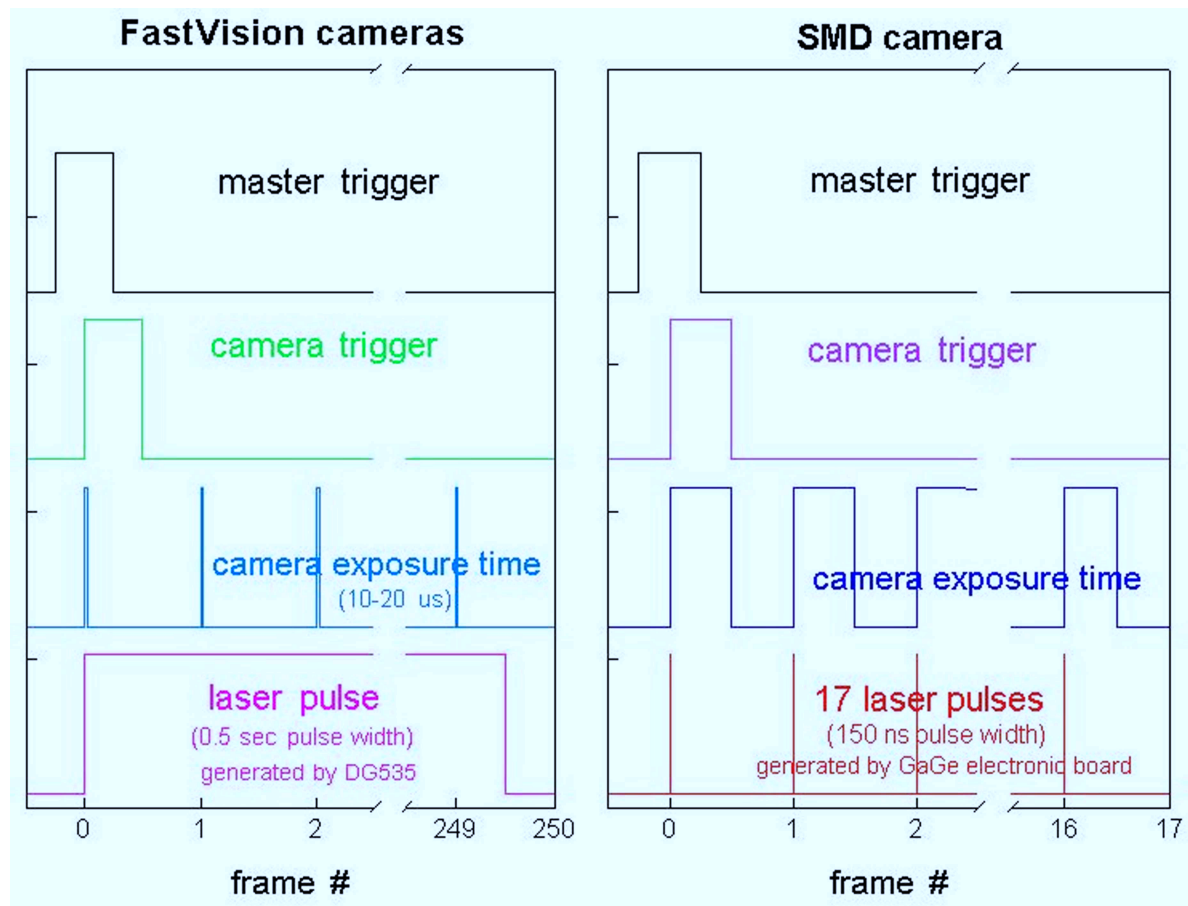 FastVision cameras
master trigger
camera trigger
camera exposure time
(10-20 us)
laser pulse
(0.5 sec pulse width)
generated by DG535
0 1 2 249 250
frame #
SMD camera
master trigger
camera trigger
camera exposure time
17 laser pulses
(150 ns pulse width)
generated by GaGe electronic board
0 1 2 16 17
frame #